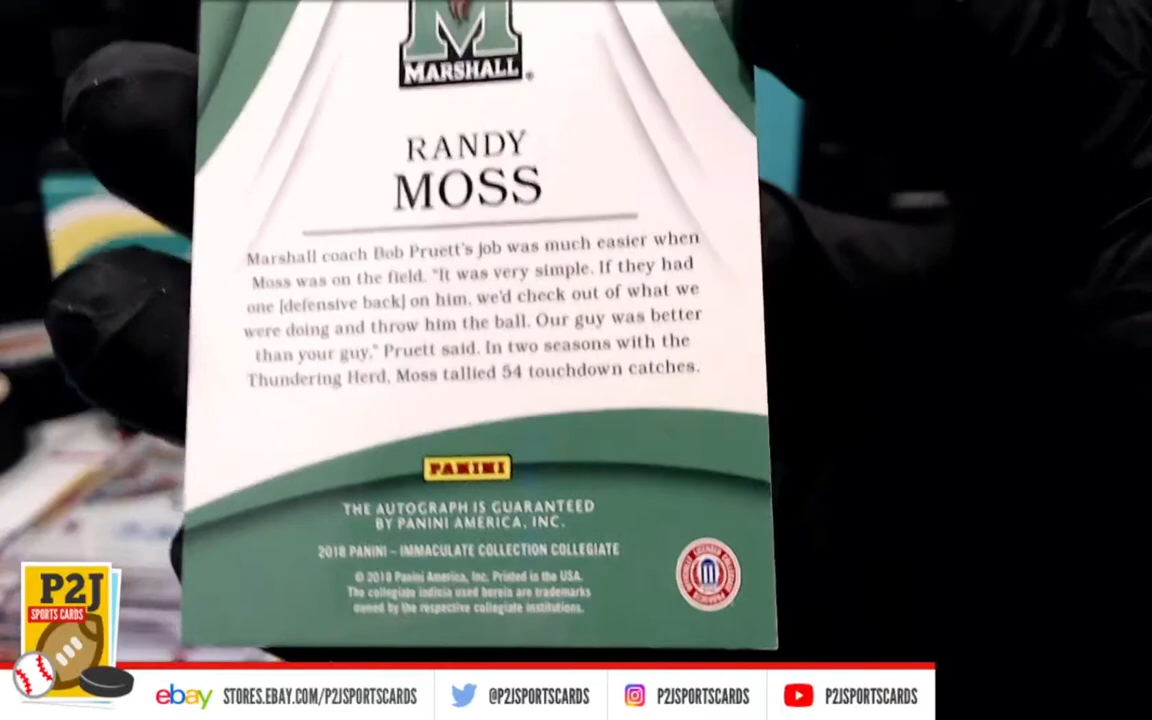 M
MARSHALL®
RANDY
MOSS
Marshall coach Bob Pruett's job was much easier when
Moss was on the field. "It was very simple. If they had
one [defensive back] on him, we'd check out of what we
were doing and throw him the ball. Our guy was better
than your guy," Pruett said. In two seasons with the
Thundering Herd, Moss tallied 54 touchdown catches.
PANINI
THE AUTOGRAPH IS GUARANTEED
BY PANINI AMERICA, INC.
2018 PANINI – IMMACULATE COLLECTION COLLEGIATE
© 2018 Panini America, Inc. Printed in the USA.
The collegiate indicia used herein are trademarks
owned by the respective collegiate institutions.
P2J
SPORTS CARDS
ebay STORES.EBAY.COM/P2JSPORTSCARDS
@P2JSPORTSCARDS
P2JSPORTSCARDS
P2JSPORTSCARDS